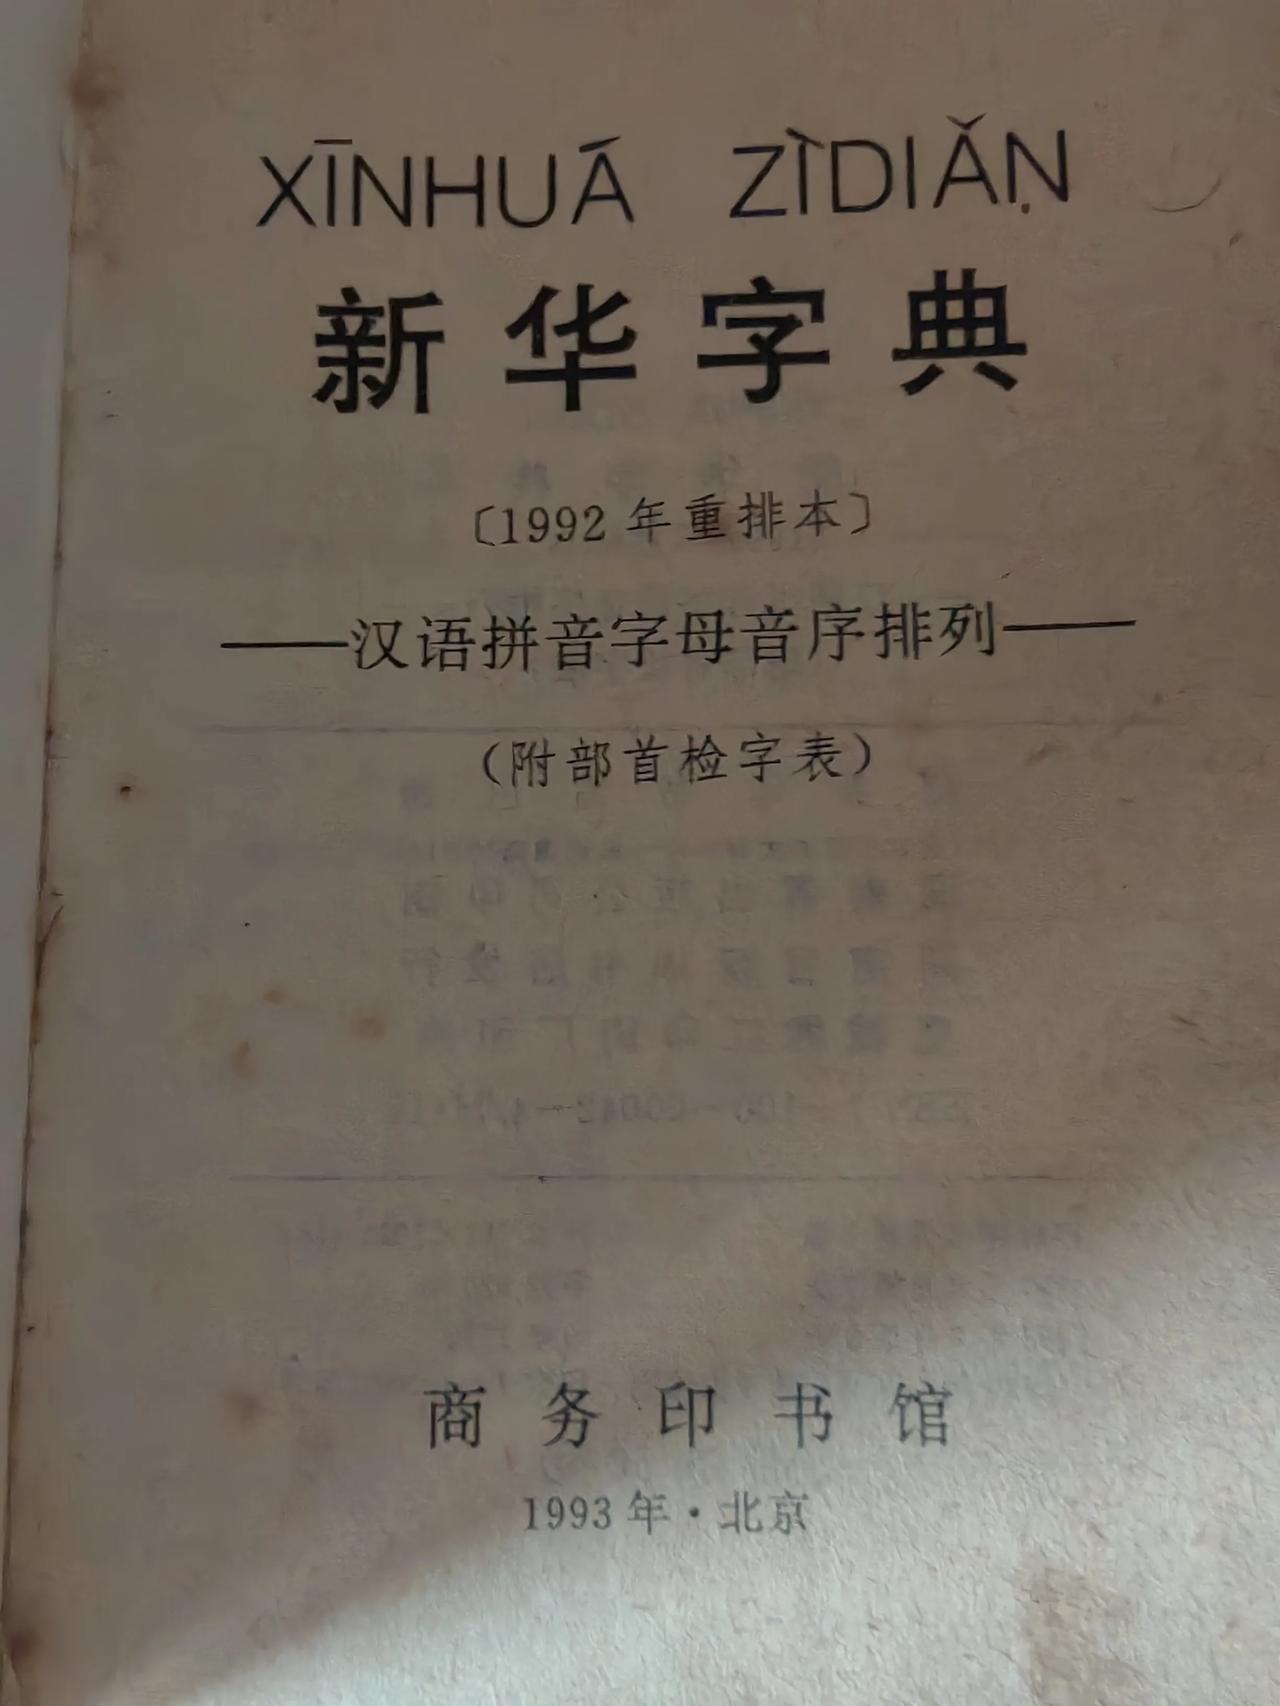 XĪNHUÁ ZÌDIǍN
新华字典
〔1992年重排本〕
——汉语拼音字母音序排列——
（附部首检字表）
商务印书馆
1993年·北京